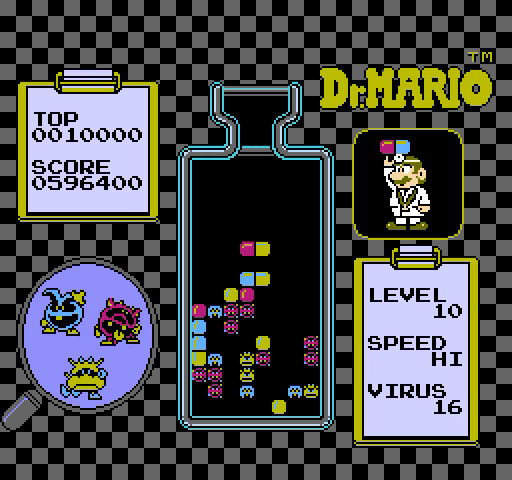 TM
Dr. MARIO
TOP
0010000
SCORE
0596400
LEVEL
10
SPEED
HI
VIRUS
16